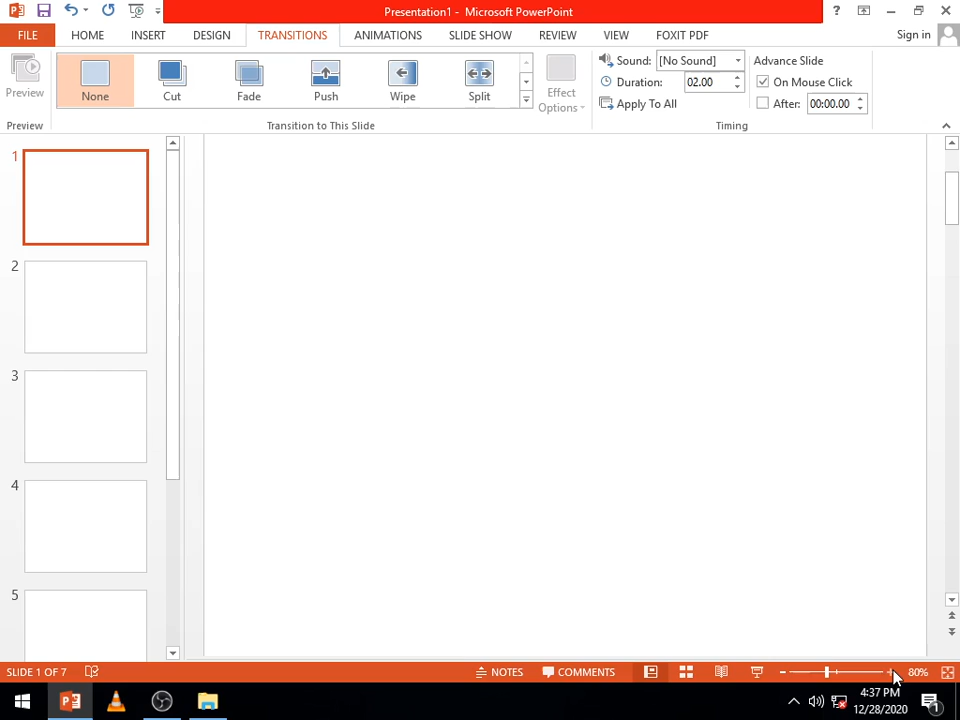 Presentation1 - Microsoft PowerPoint
?
FILE HOME INSERT DESIGN TRANSITIONS ANIMATIONS SLIDE SHOW REVIEW VIEW FOXIT PDF Sign in
Preview
None Cut Fade Push Wipe Split
Effect Options
Sound: [No Sound]
Duration: 02.00
Apply To All
Advance Slide
On Mouse Click
After: 00:00.00
Preview Transition to This Slide Timing
1
2
3
4
5
SLIDE 1 OF 7 NOTES COMMENTS 80%
4:37 PM
12/28/2020
1